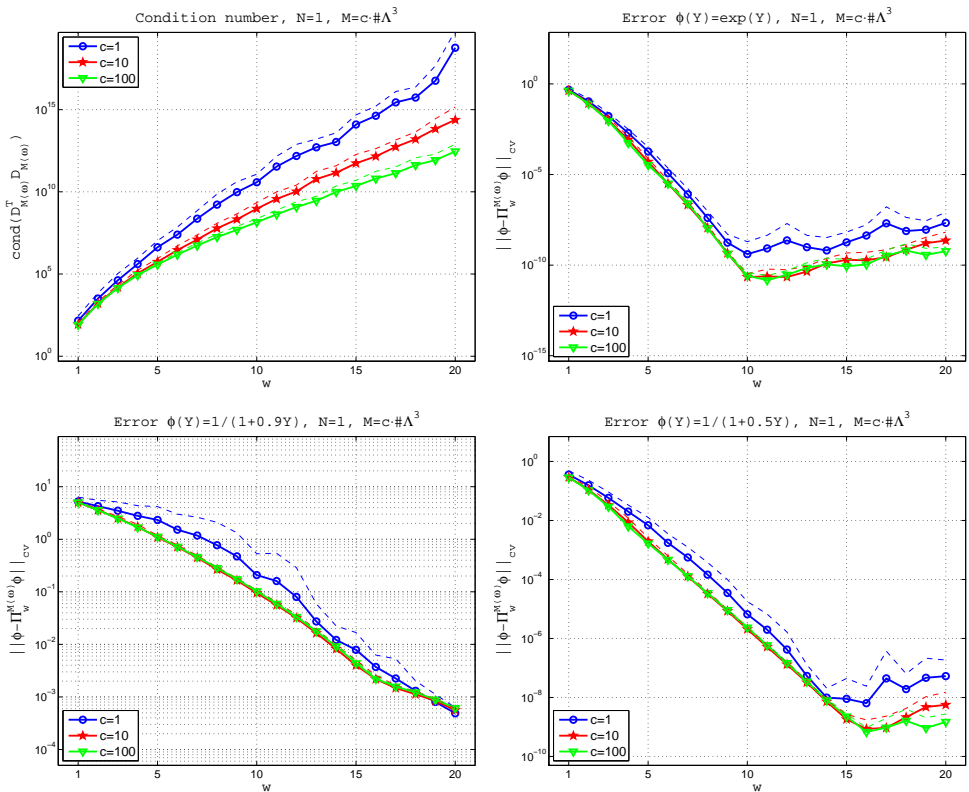 Condition number, N=1, M=c·#Λ³
cond(D^T_{M(ω)} D_{M(ω)})
10^15
10^10
10^5
10^0
c=1
c=10
c=100
1 5 10 15 20
w
Error ϕ(Y)=exp(Y), N=1, M=c·#Λ³
||ϕ-Π_w^{M(ω)}ϕ||_cv
10^0
10^-5
10^-10
10^-15
c=1
c=10
c=100
1 5 10 15 20
w
Error ϕ(Y)=1/(1+0.9Y), N=1, M=c·#Λ³
||ϕ-Π_w^{M(ω)}ϕ||_cv
10^1
10^0
10^-1
10^-2
10^-3
10^-4
c=1
c=10
c=100
1 5 10 15 20
w
Error ϕ(Y)=1/(1+0.5Y), N=1, M=c·#Λ³
||ϕ-Π_w^{M(ω)}ϕ||_cv
10^0
10^-2
10^-4
10^-6
10^-8
10^-10
c=1
c=10
c=100
1 5 10 15 20
w